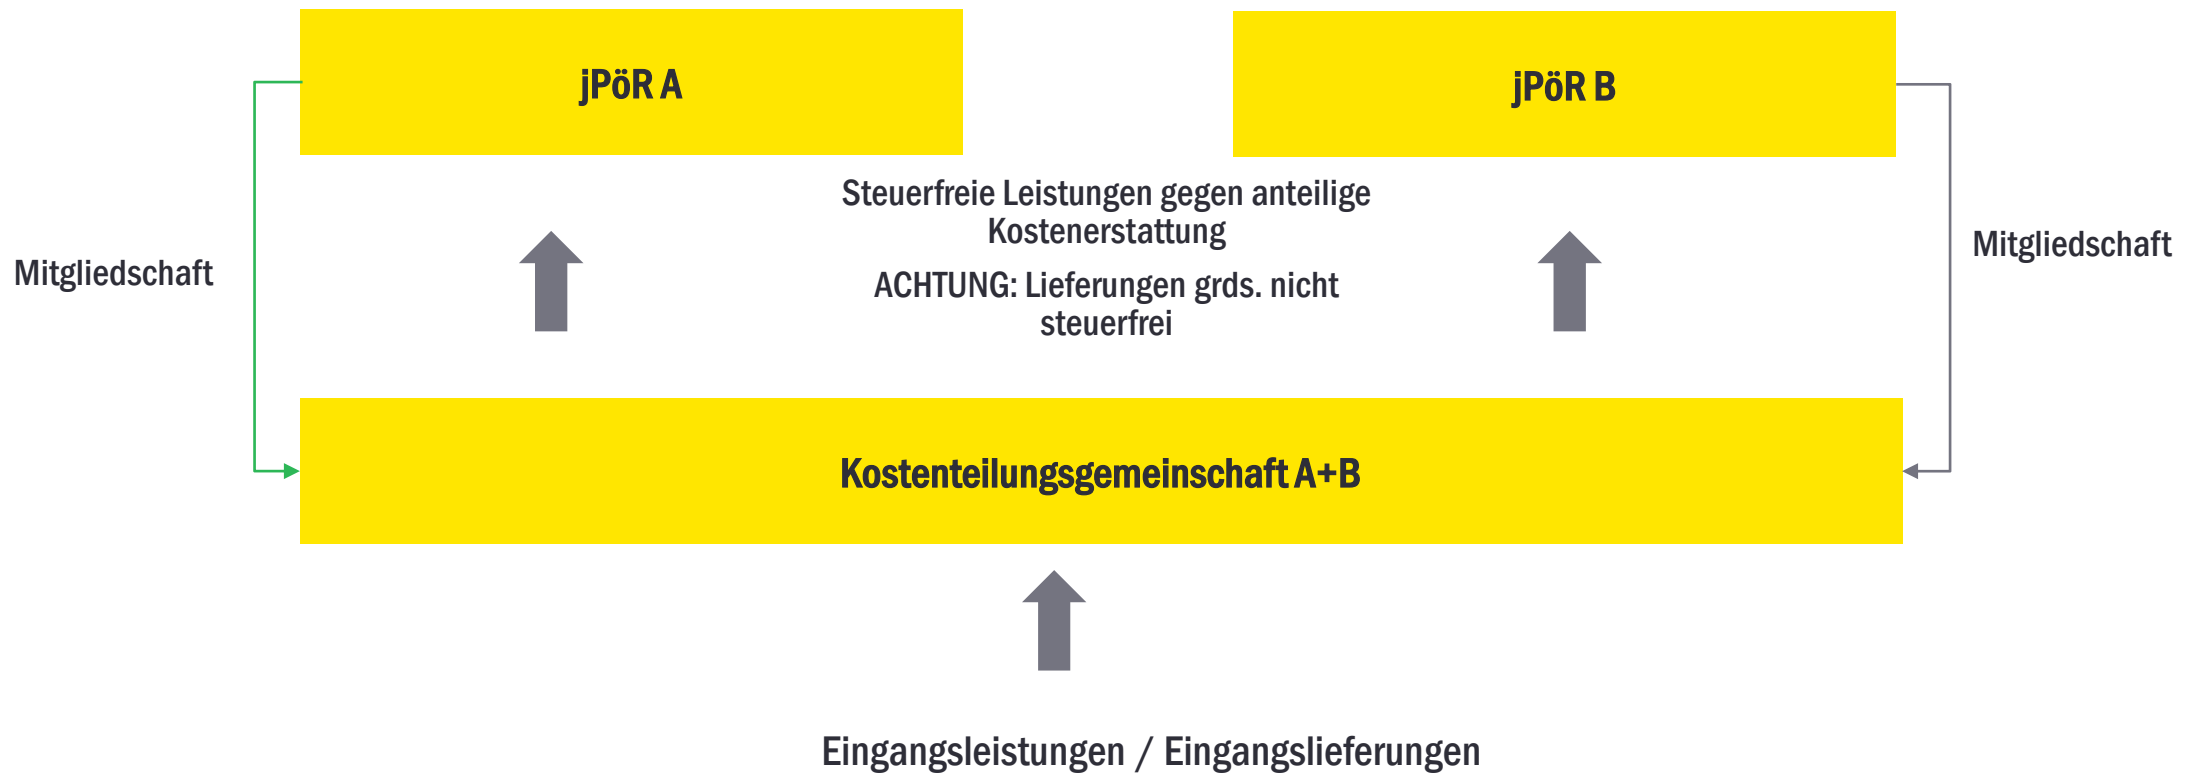 jPöR A
jPöR B
Steuerfreie Leistungen gegen anteilige
Kostenerstattung
Mitgliedschaft
Mitgliedschaft
ACHTUNG: Lieferungen grds. nicht
steuerfrei
Kostenteilungsgemeinschaft A+B
Eingangsleistungen / Eingangslieferungen